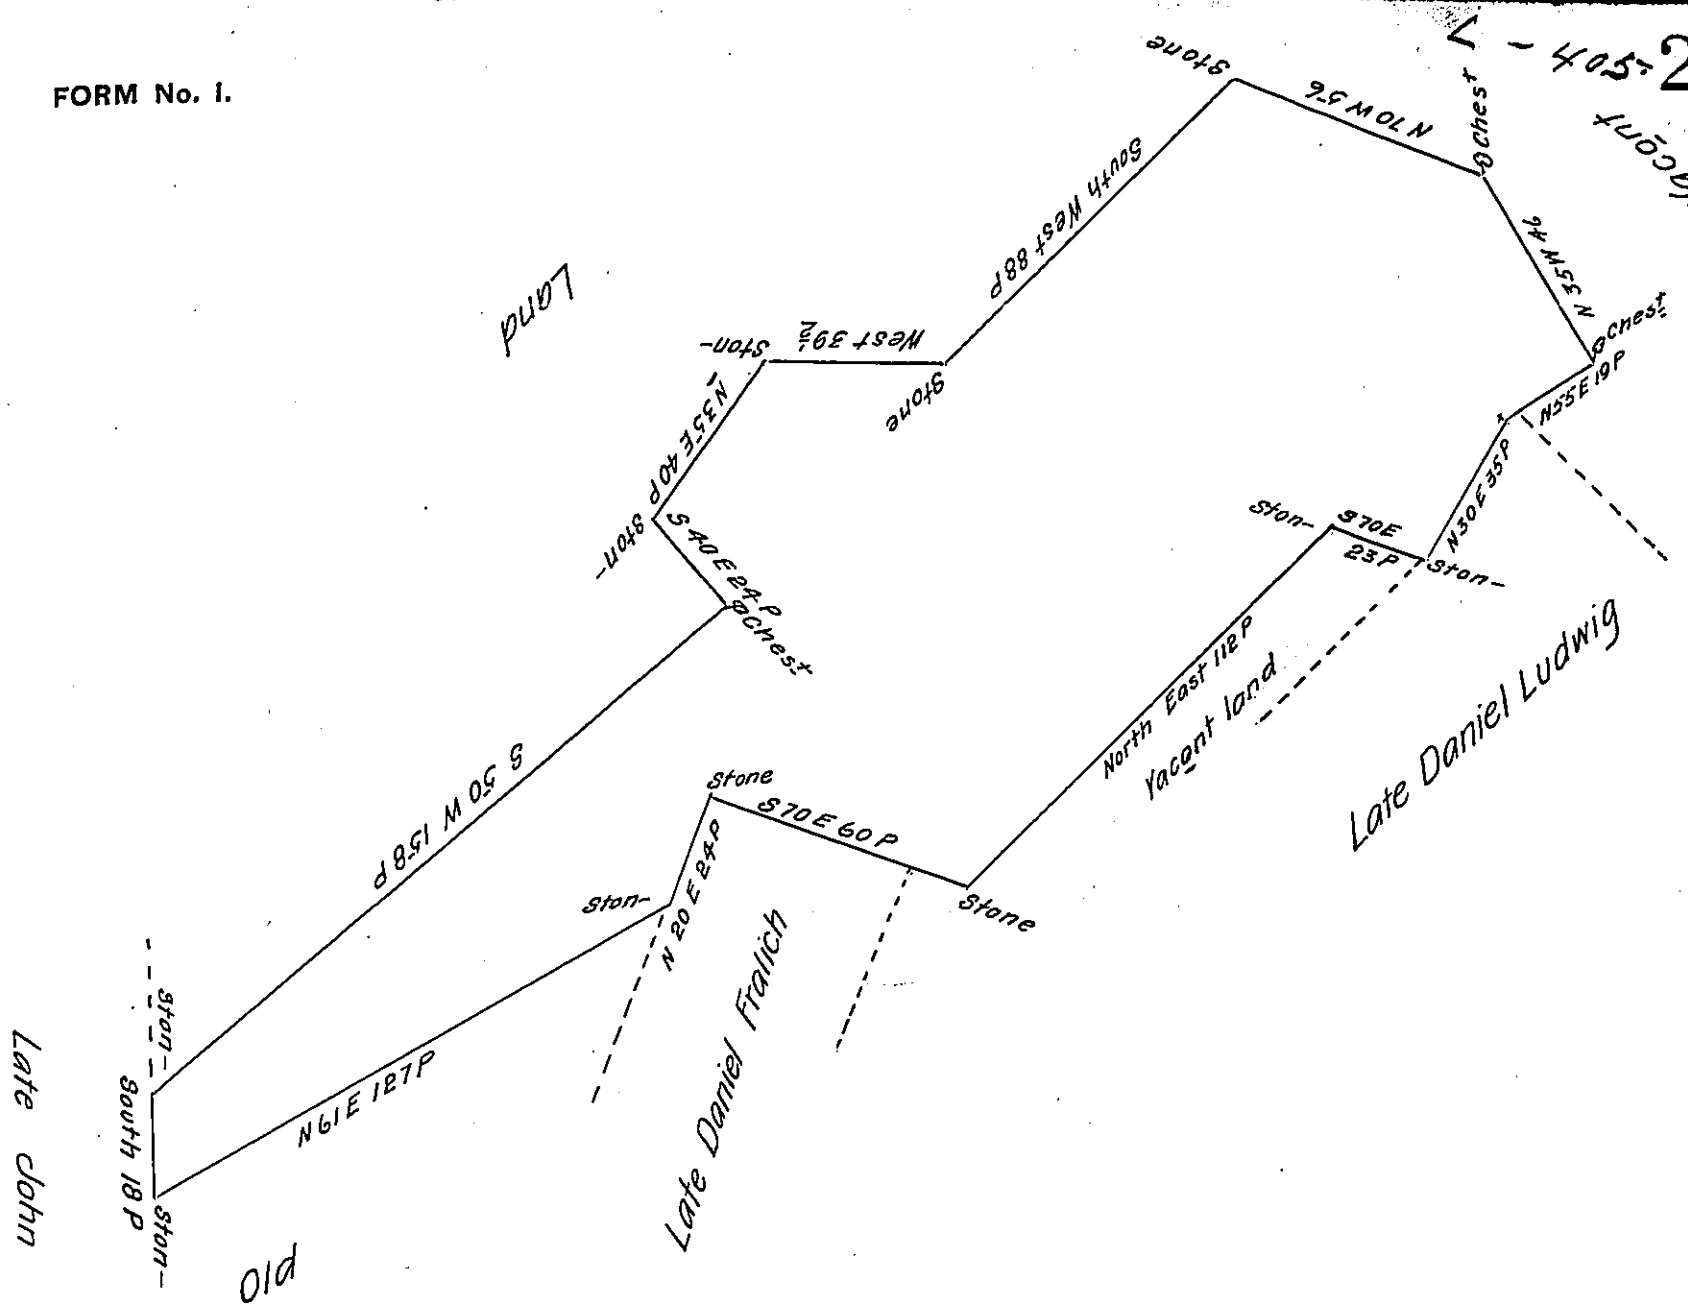 FORM No. 1.
405-2
Stone
N 70 W 56
Chest
South West 88 P
N 35 W 46
Land
Chest
Ston-
West 39½
Stone
N 55 E 19 P
N 35 E 40 P
N 30 E 35 P
Ston-
S 40 E 24 P
Ston-
S 70 E
23 P
Ston-
Chest
North East 112 P
Vacant land
Late Daniel Ludwig
S 50 W 158 P
Stone
S 70 E 60 P
Ston-
N 20 E 24 P
Stone
Late Daniel Fralich
Ston-
South 18 P
Ston-
N 61 E 127 P
Late John
Old